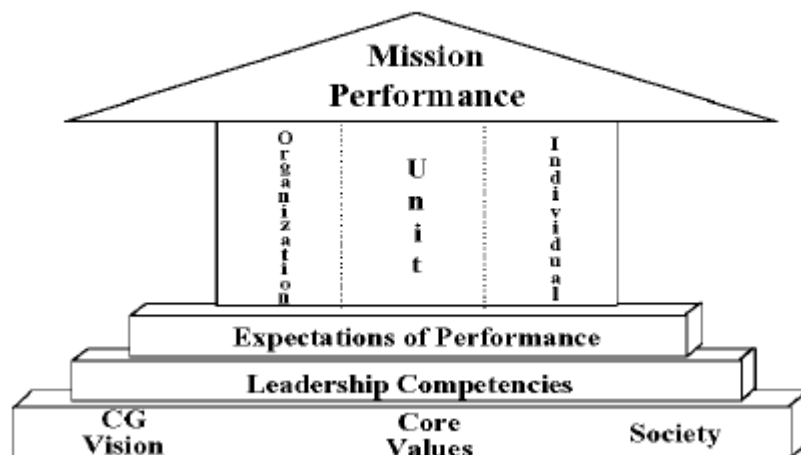 Mission
Performance
Organization
Unit
Individual
Expectations of Performance
Leadership Competencies
CG
Vision
Core
Values
Society